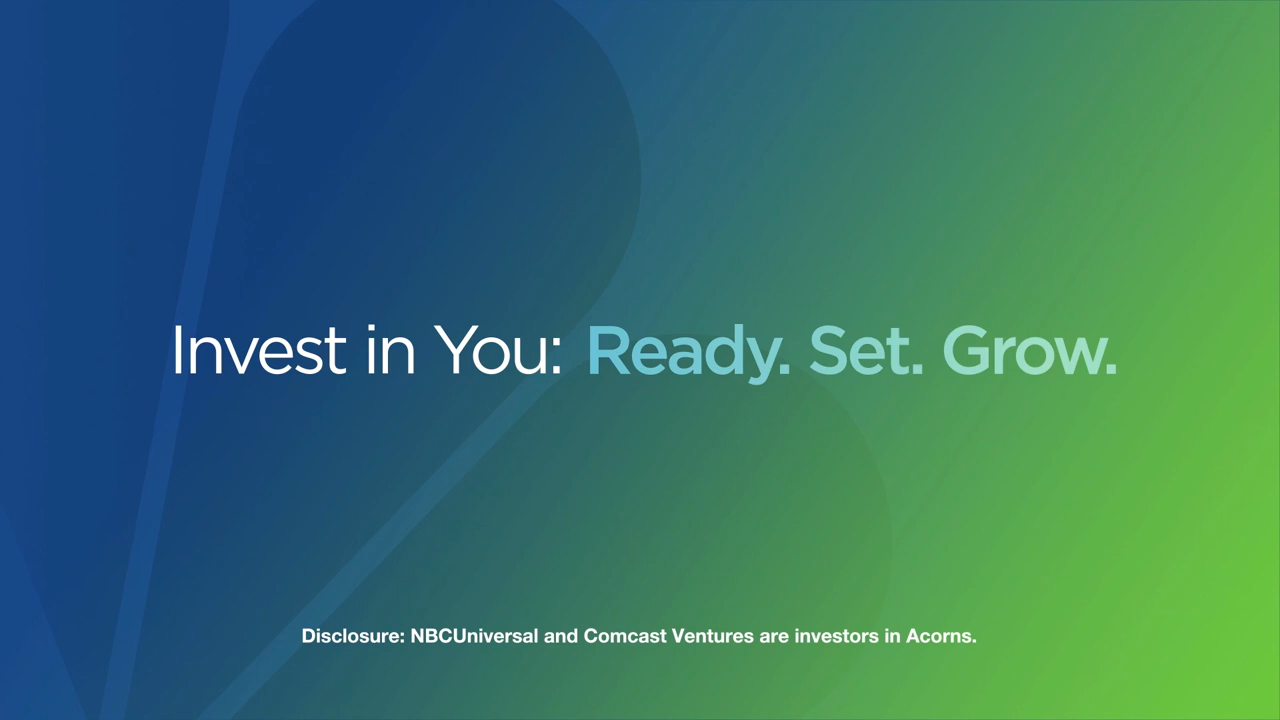 Invest in You: Ready. Set. Grow.
Disclosure: NBCUniversal and Comcast Ventures are investors in Acorns.